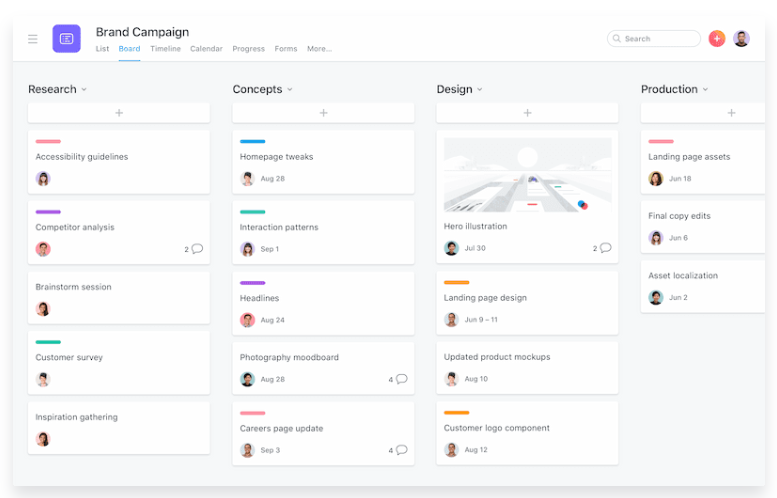 Brand Campaign
List Board Timeline Calendar Progress Forms More...
Search
Research
Accessibility guidelines
Competitor analysis
2
Brainstorm session
Customer survey
Inspiration gathering
Concepts
Homepage tweaks
Aug 28
Interaction patterns
Sep 1
Headlines
Aug 24
Photography moodboard
Aug 28
4
Careers page update
Sep 3
4
Design
Hero illustration
Jul 30
2
Landing page design
Jun 9 – 11
Updated product mockups
Aug 10
Customer logo component
Aug 12
Production
Landing page assets
Jun 18
Final copy edits
Jun 6
Asset localization
Jun 2